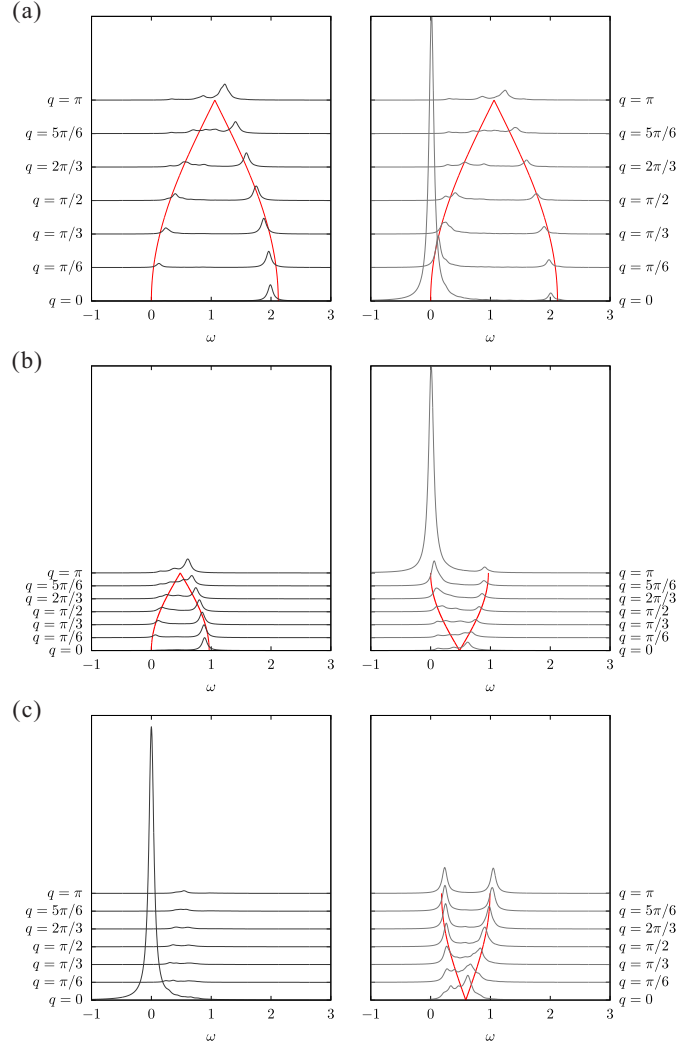 (a)
q = π
q = 5π/6
q = 2π/3
q = π/2
q = π/3
q = π/6
q = 0
−1 0 1 2 3
ω
q = π
q = 5π/6
q = 2π/3
q = π/2
q = π/3
q = π/6
q = 0
−1 0 1 2 3
ω
(b)
q = π
q = 5π/6
q = 2π/3
q = π/2
q = π/3
q = π/6
q = 0
−1 0 1 2 3
ω
q = π
q = 5π/6
q = 2π/3
q = π/2
q = π/3
q = π/6
q = 0
−1 0 1 2 3
ω
(c)
q = π
q = 5π/6
q = 2π/3
q = π/2
q = π/3
q = π/6
q = 0
−1 0 1 2 3
ω
q = π
q = 5π/6
q = 2π/3
q = π/2
q = π/3
q = π/6
q = 0
−1 0 1 2 3
ω